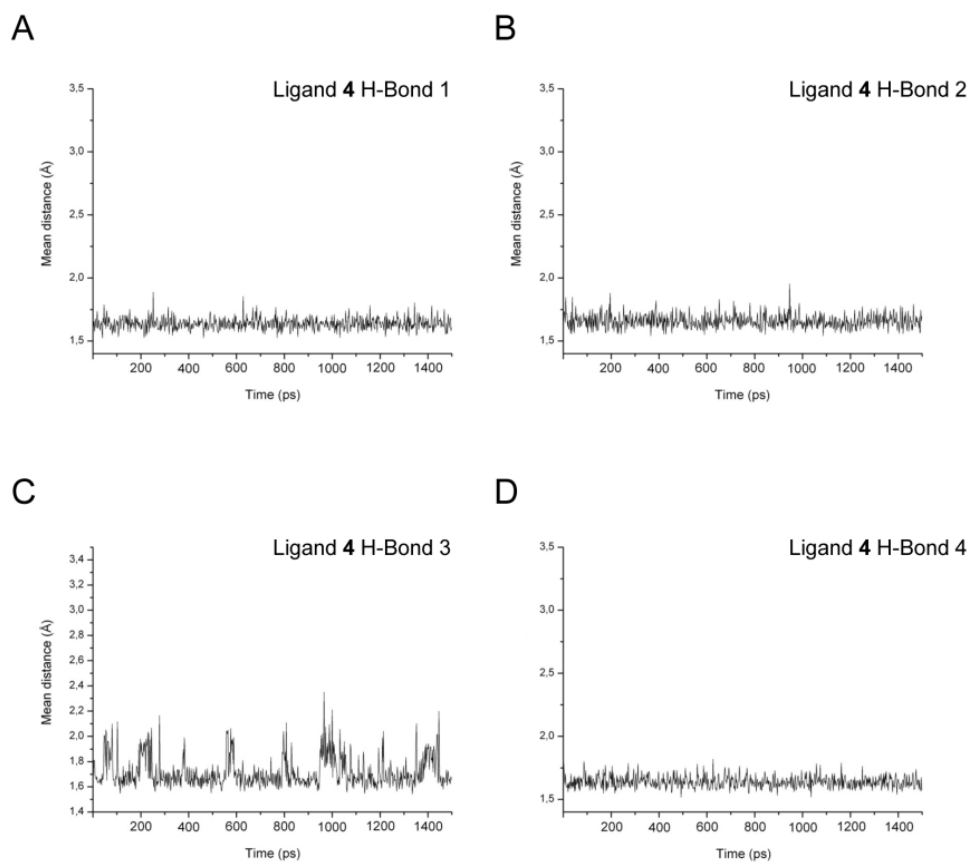 A
Ligand 4 H-Bond 1
Mean distance (Å)
3,5
3,0
2,5
2,0
1,5
200 400 600 800 1000 1200 1400
Time (ps)
B
Ligand 4 H-Bond 2
Mean distance (Å)
3,5
3,0
2,5
2,0
1,5
200 400 600 800 1000 1200 1400
Time (ps)
C
Ligand 4 H-Bond 3
Mean distance (Å)
3,4
3,2
3,0
2,8
2,6
2,4
2,2
2,0
1,8
1,6
1,4
200 400 600 800 1000 1200 1400
Time (ps)
D
Ligand 4 H-Bond 4
Mean distance (Å)
3,5
3,0
2,5
2,0
1,5
200 400 600 800 1000 1200 1400
Time (ps)